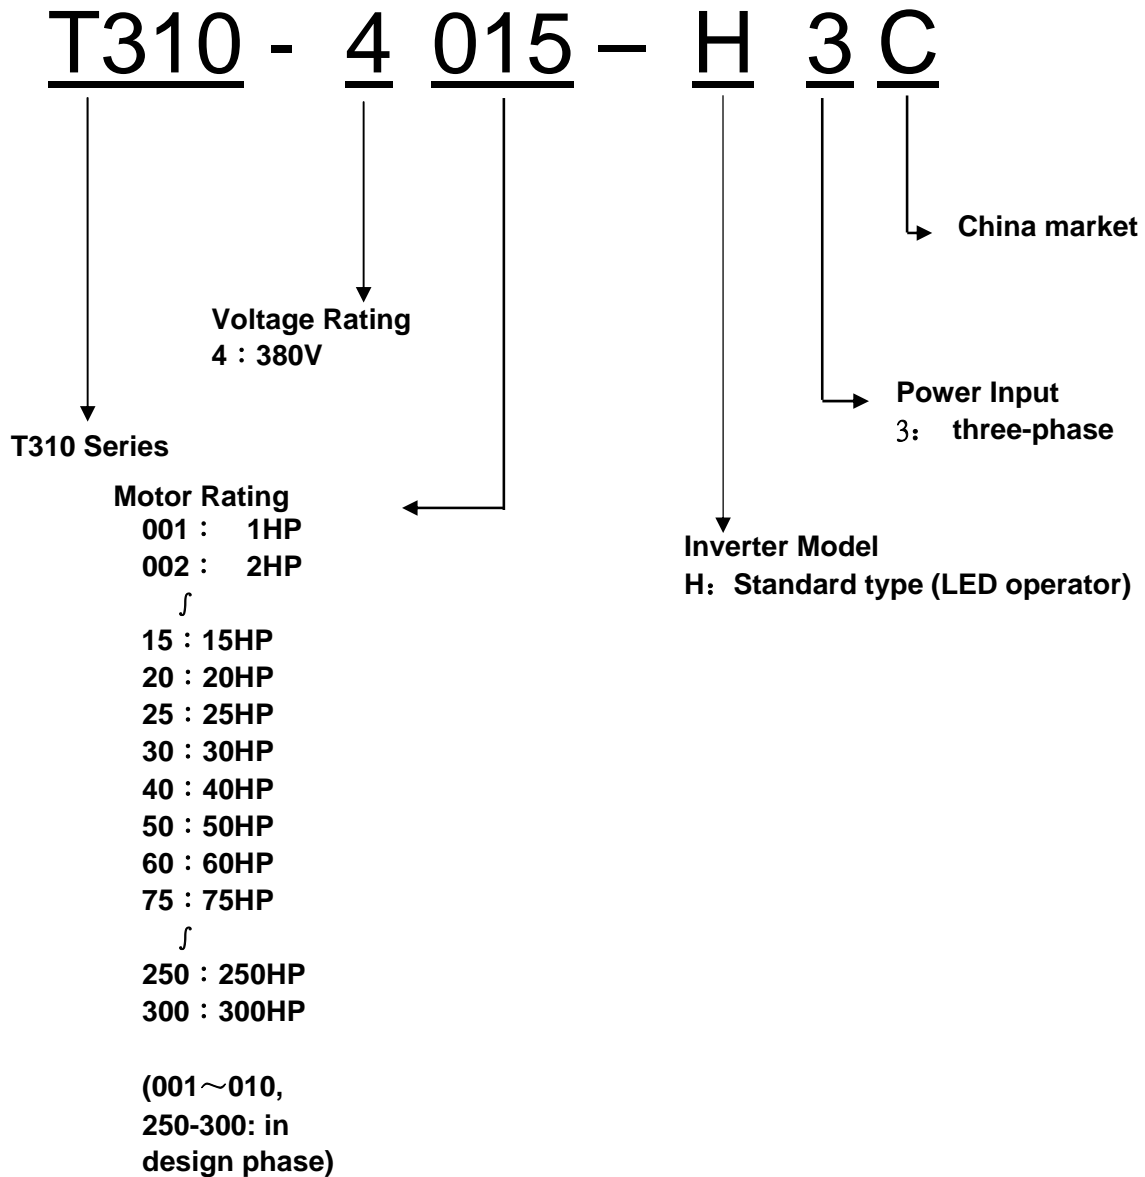 T310 - 4 015 – H 3 C
China market
Voltage Rating
4：380V
Power Input
3： three-phase
T310 Series
Motor Rating
001： 1HP
002： 2HP
∫
15：15HP
20：20HP
25：25HP
30：30HP
40：40HP
50：50HP
60：60HP
75：75HP
∫
250：250HP
300：300HP
(001～010,
250-300: in
design phase)
Inverter Model
H：Standard type (LED operator)